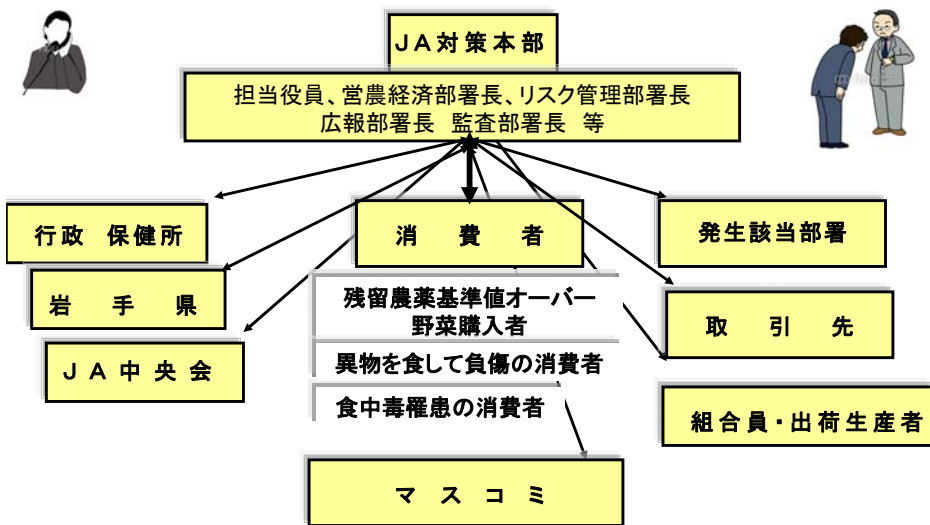 JA対策本部
担当役員、営農経済部署長、リスク管理部署長
広報部署長 監査部署長 等
行政 保健所
消費者
発生該当部署
岩手県
残留農薬基準値オーバー
野菜購入者
取引先
JA中央会
異物を食して負傷の消費者
食中毒罹患の消費者
組合員・出荷生産者
マスコミ